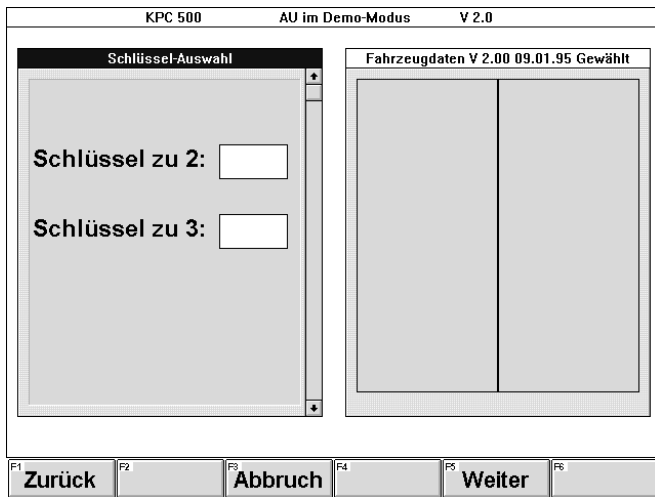 KPC 500 AU im Demo-Modus V 2.0
Schlüssel-Auswahl
Schlüssel zu 2:
Schlüssel zu 3:
Fahrzeugdaten V 2.00 09.01.95 Gewählt
F1 Zurück F2 F3 Abbruch F4 F5 Weiter F6